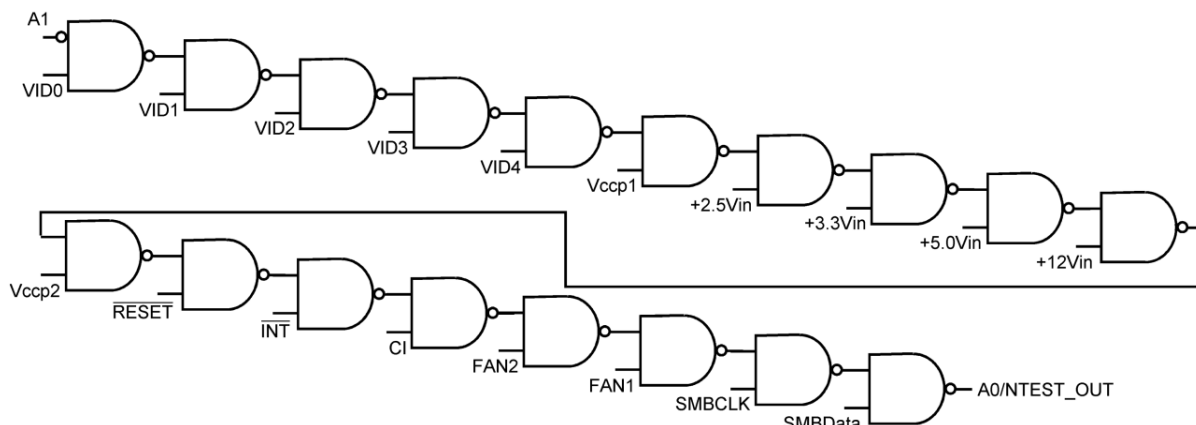 A1
VID0
VID1
VID2
VID3
VID4
Vccp1
+2.5Vin
+3.3Vin
+5.0Vin
+12Vin
Vccp2
RESET
INT
CI
FAN2
FAN1
SMBCLK
SMBData
A0/NTEST_OUT